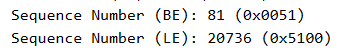 Sequence Number (BE): 81 (0x0051)
Sequence Number (LE): 20736 (0x5100)